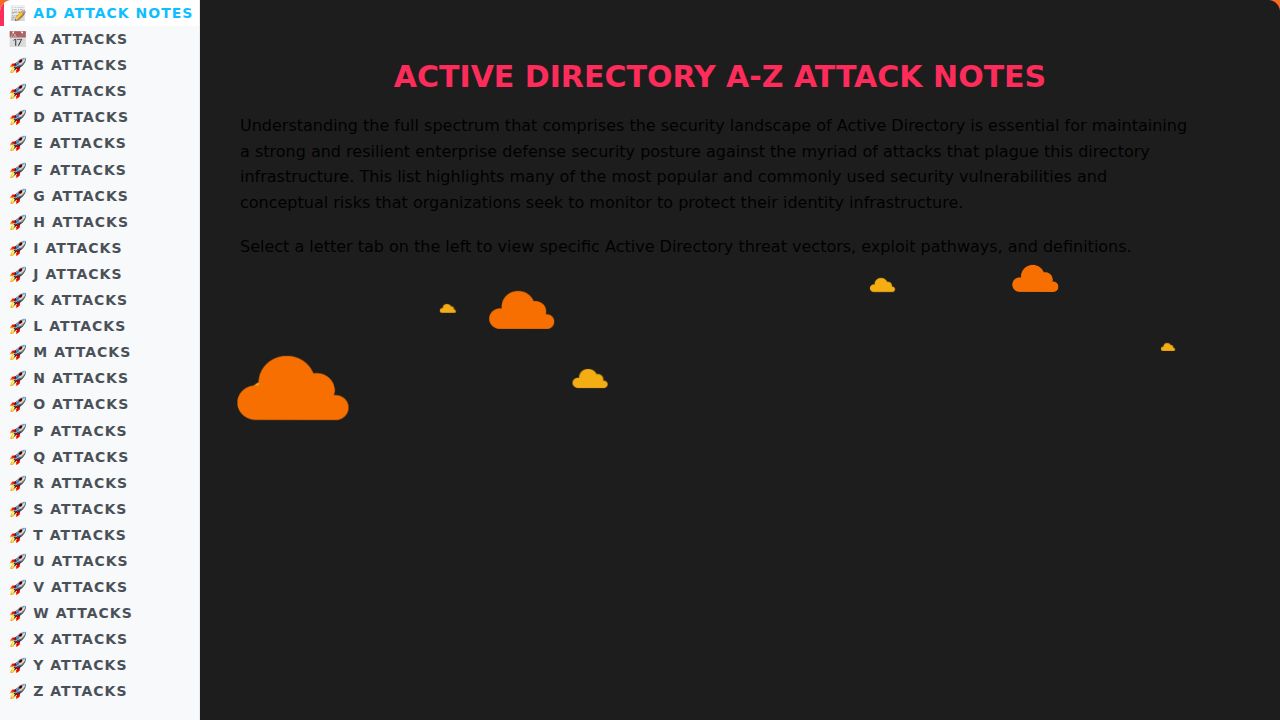 AD ATTACK NOTES
A ATTACKS
B ATTACKS
C ATTACKS
D ATTACKS
E ATTACKS
F ATTACKS
G ATTACKS
H ATTACKS
I ATTACKS
J ATTACKS
K ATTACKS
L ATTACKS
M ATTACKS
N ATTACKS
O ATTACKS
P ATTACKS
Q ATTACKS
R ATTACKS
S ATTACKS
T ATTACKS
U ATTACKS
V ATTACKS
W ATTACKS
X ATTACKS
Y ATTACKS
Z ATTACKS
ACTIVE DIRECTORY A-Z ATTACK NOTES
Understanding the full spectrum that comprises the security landscape of Active Directory is essential for maintaining
a strong and resilient enterprise defense security posture against the myriad of attacks that plague this directory
infrastructure. This list highlights many of the most popular and commonly used security vulnerabilities and
conceptual risks that organizations seek to monitor to protect their identity infrastructure.
Select a letter tab on the left to view specific Active Directory threat vectors, exploit pathways, and definitions.